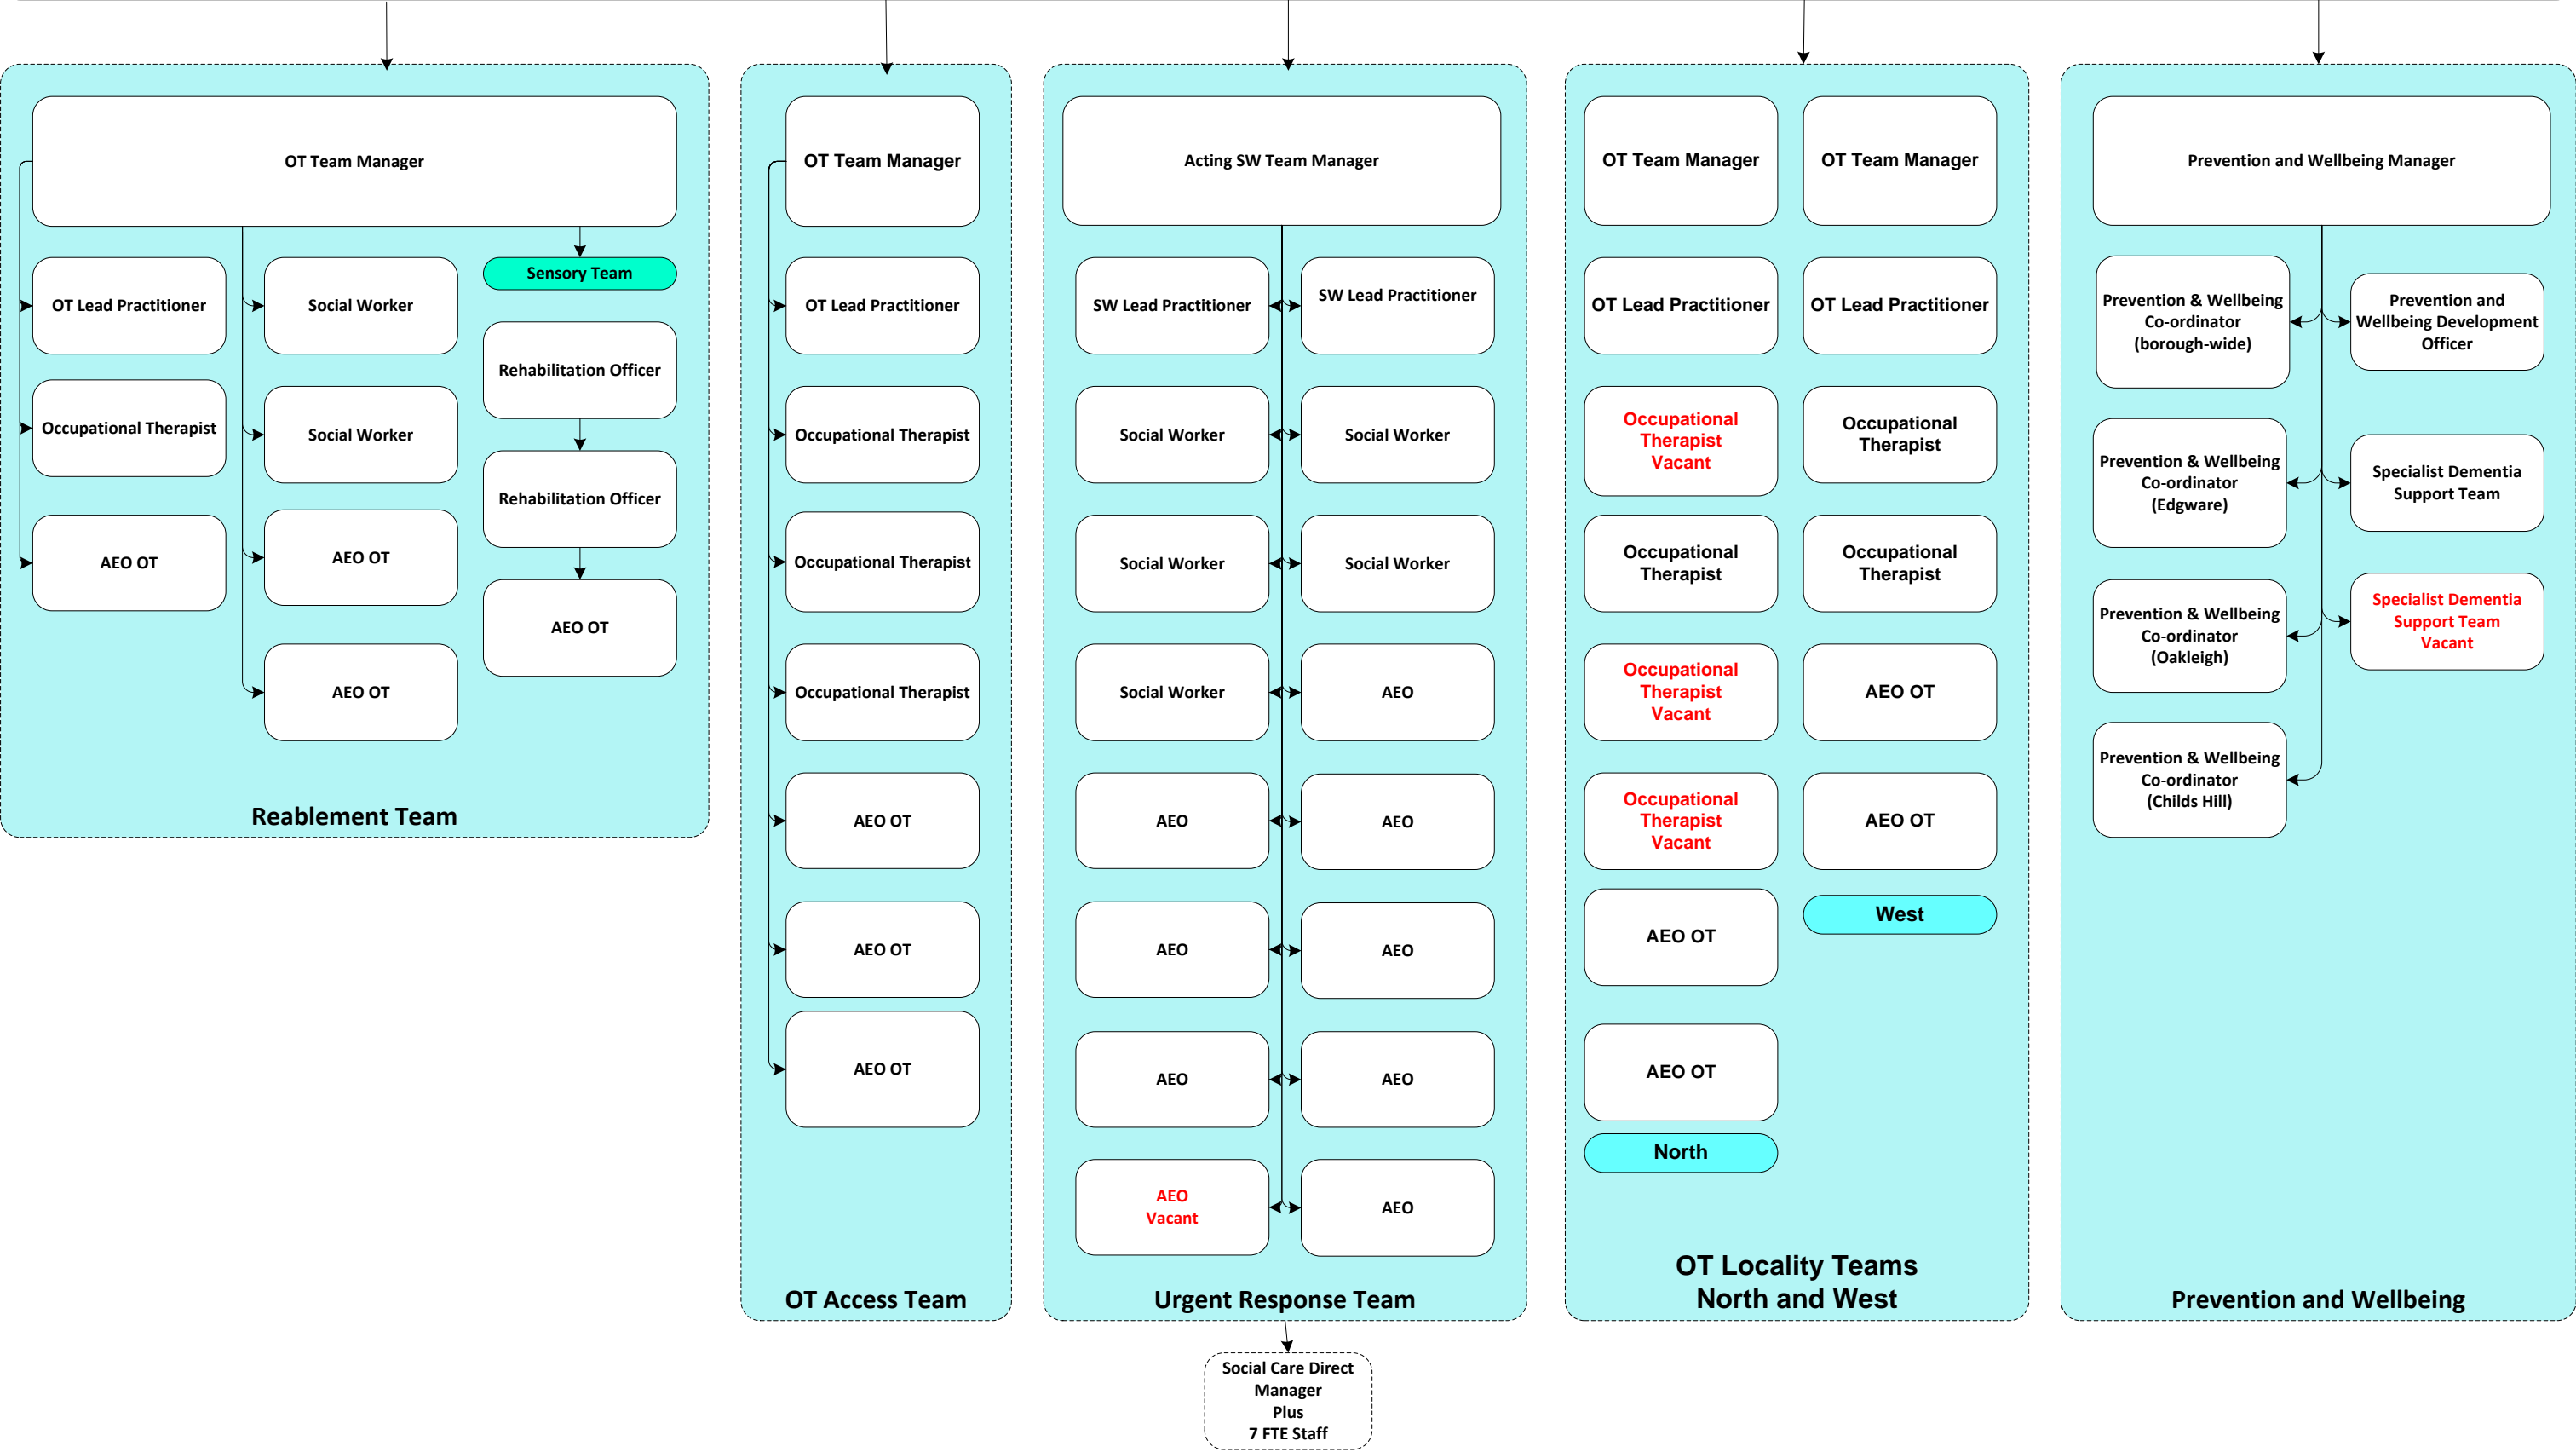 OT Team Manager
OT Lead Practitioner
Occupational Therapist
AEO OT
Social Worker
Social Worker
AEO OT
AEO OT
Sensory Team
Rehabilitation Officer
Rehabilitation Officer
AEO OT
Reablement Team
OT Team Manager
OT Lead Practitioner
Occupational Therapist
Occupational Therapist
Occupational Therapist
AEO OT
AEO OT
AEO OT
OT Access Team
Acting SW Team Manager
SW Lead Practitioner
SW Lead Practitioner
Social Worker
Social Worker
Social Worker
Social Worker
Social Worker
AEO
AEO
AEO
AEO
AEO
AEO
AEO
AEO
Vacant
AEO
Urgent Response Team
Social Care Direct
Manager
Plus
7 FTE Staff
OT Team Manager
OT Lead Practitioner
Occupational
Therapist
Vacant
Occupational
Therapist
Occupational
Therapist
Vacant
Occupational
Therapist
Vacant
AEO OT
AEO OT
North
OT Team Manager
OT Lead Practitioner
Occupational
Therapist
Occupational
Therapist
AEO OT
AEO OT
West
OT Locality Teams
North and West
Prevention and Wellbeing Manager
Prevention & Wellbeing
Co-ordinator
(borough-wide)
Prevention & Wellbeing
Co-ordinator
(Edgware)
Prevention & Wellbeing
Co-ordinator
(Oakleigh)
Prevention & Wellbeing
Co-ordinator
(Childs Hill)
Prevention and
Wellbeing Development
Officer
Specialist Dementia
Support Team
Specialist Dementia
Support Team
Vacant
Prevention and Wellbeing